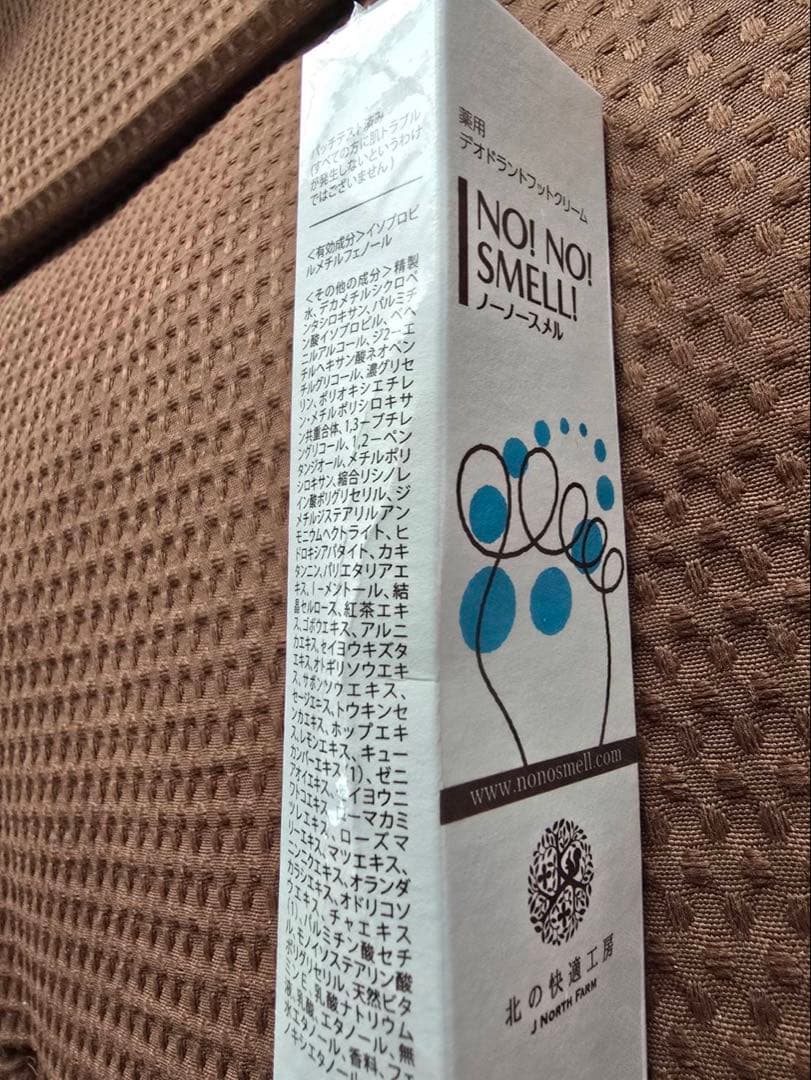 パッチテスト済み
(すべての方に肌トラブル
が発生しないというわけ
ではございません)
<有効成分>イソプロピ
ルメチルフェノール
<その他の成分>精製
水、デカメチルシクロペ
ンタシロキサン、パルミチ
ン酸イソプロピル、ベヘ
ニルアルコール、ジ2ーエ
チルヘキサン酸ネオペン
チルグリコール、濃グリセ
リン、ポリオキシエチレ
ン・メチルポリシロキサ
ン共重合体、1,3ーブチレ
ングリコール、1,2ーペン
タンジオール、メチルポリ
シロキサン、縮合リシノレ
イン酸ポリグリセリル、ジ
メチルジステアリルアン
モニウムヘクトライト、ヒ
ドロキシアパタイト、カキ
タンニン、パリエタリアエ
キス、lーメントール、結
晶セルロース、紅茶エキ
ス、ゴボウエキス、アルニ
カエキス、セイヨウキズタ
エキス、オトギリソウエキ
ス、サボンソウエキス、
セージエキス、トウキンセ
ンカエキス、ホップエキ
ス、レモンエキス、キュー
カンバーエキス(1)、ゼニ
アオイエキス、セイヨウニ
ワトコエキス、ローマカミ
ツレエキス、ローズマ
リーエキス、マツエキス、
ニンニクエキス、オランダ
カラシエキス、オドリコソ
ウエキス、チャエキス
(1)、パルミチン酸セチ
ル、モノイソステアリン酸
ポリグリセリル、天然ビタ
ミンE、乳酸ナトリウム
液、乳酸、エタノール、無
水エタノール、香料、フェ
ノキシエタノール
薬用
デオドラントフットクリーム
NO! NO!
SMELL!
ノーノースメル
www.nonosmell.com
北の快適工房
J NORTH FARM